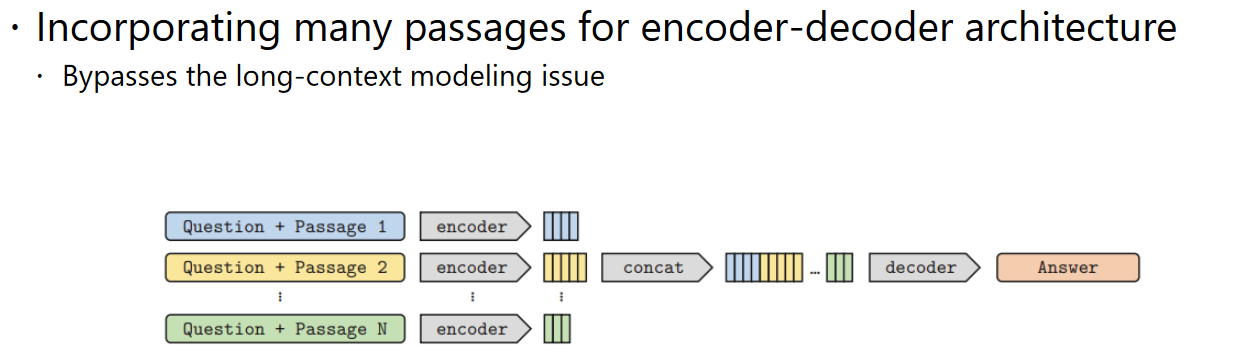 · Incorporating many passages for encoder-decoder architecture
· Bypasses the long-context modeling issue
Question + Passage 1 encoder
Question + Passage 2 encoder concat ... decoder Answer
⋮ ⋮ ⋮
Question + Passage N encoder